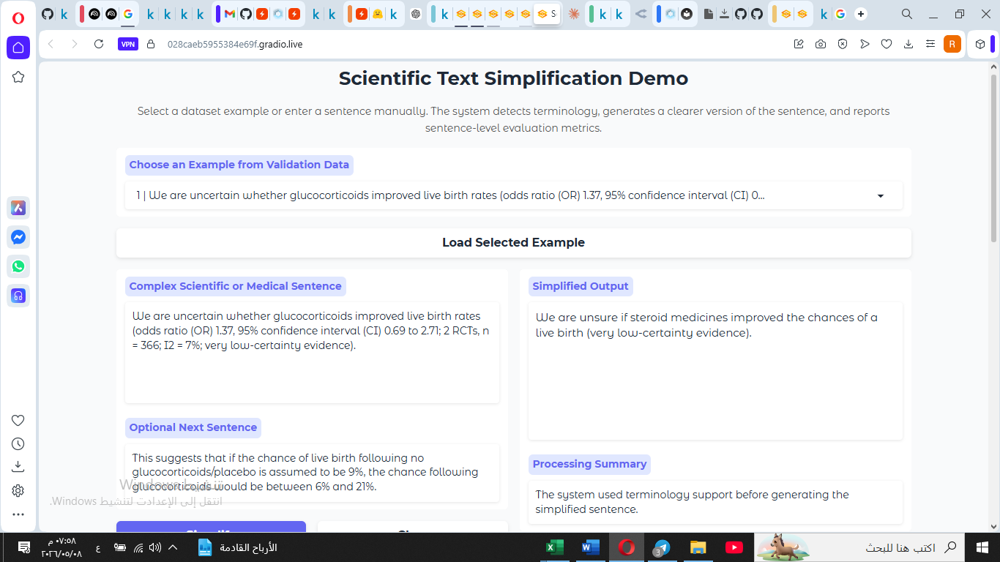 S
VPN
028caeb5955384e69f.gradio.live
R
Scientific Text Simplification Demo
Select a dataset example or enter a sentence manually. The system detects terminology, generates a clearer version of the sentence, and reports
sentence-level evaluation metrics.
Choose an Example from Validation Data
1 | We are uncertain whether glucocorticoids improved live birth rates (odds ratio (OR) 1.37, 95% confidence interval (CI) 0...
Load Selected Example
Complex Scientific or Medical Sentence
We are uncertain whether glucocorticoids improved live birth rates
(odds ratio (OR) 1.37, 95% confidence interval (CI) 0.69 to 2.71; 2 RCTs, n
= 366; I2 = 7%; very low-certainty evidence).
Optional Next Sentence
This suggests that if the chance of live birth following no
glucocorticoids/placebo is assumed to be 9%, the chance following
glucocorticoids would be between 6% and 21%.
Simplified Output
We are unsure if steroid medicines improved the chances of a
live birth (very low-certainty evidence).
Processing Summary
The system used terminology support before generating the
simplified sentence.
تنشيط Windows
انتقل إلى الإعدادت لتنشيط Windows.
٠٧:٥٨ م
٢٠٢٦/٠٥/٠٨
ع
الأرباح القادمة
3
اكتب هنا للبحث